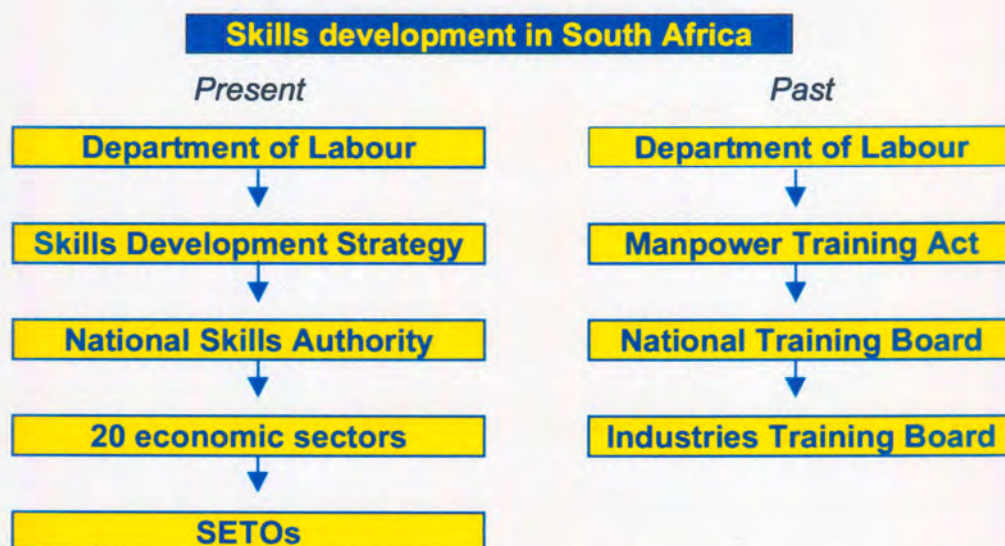 Skills development in South Africa
Present
Past
Department of Labour
Department of Labour
Skills Development Strategy
Manpower Training Act
National Skills Authority
National Training Board
20 economic sectors
Industries Training Board
SETOs